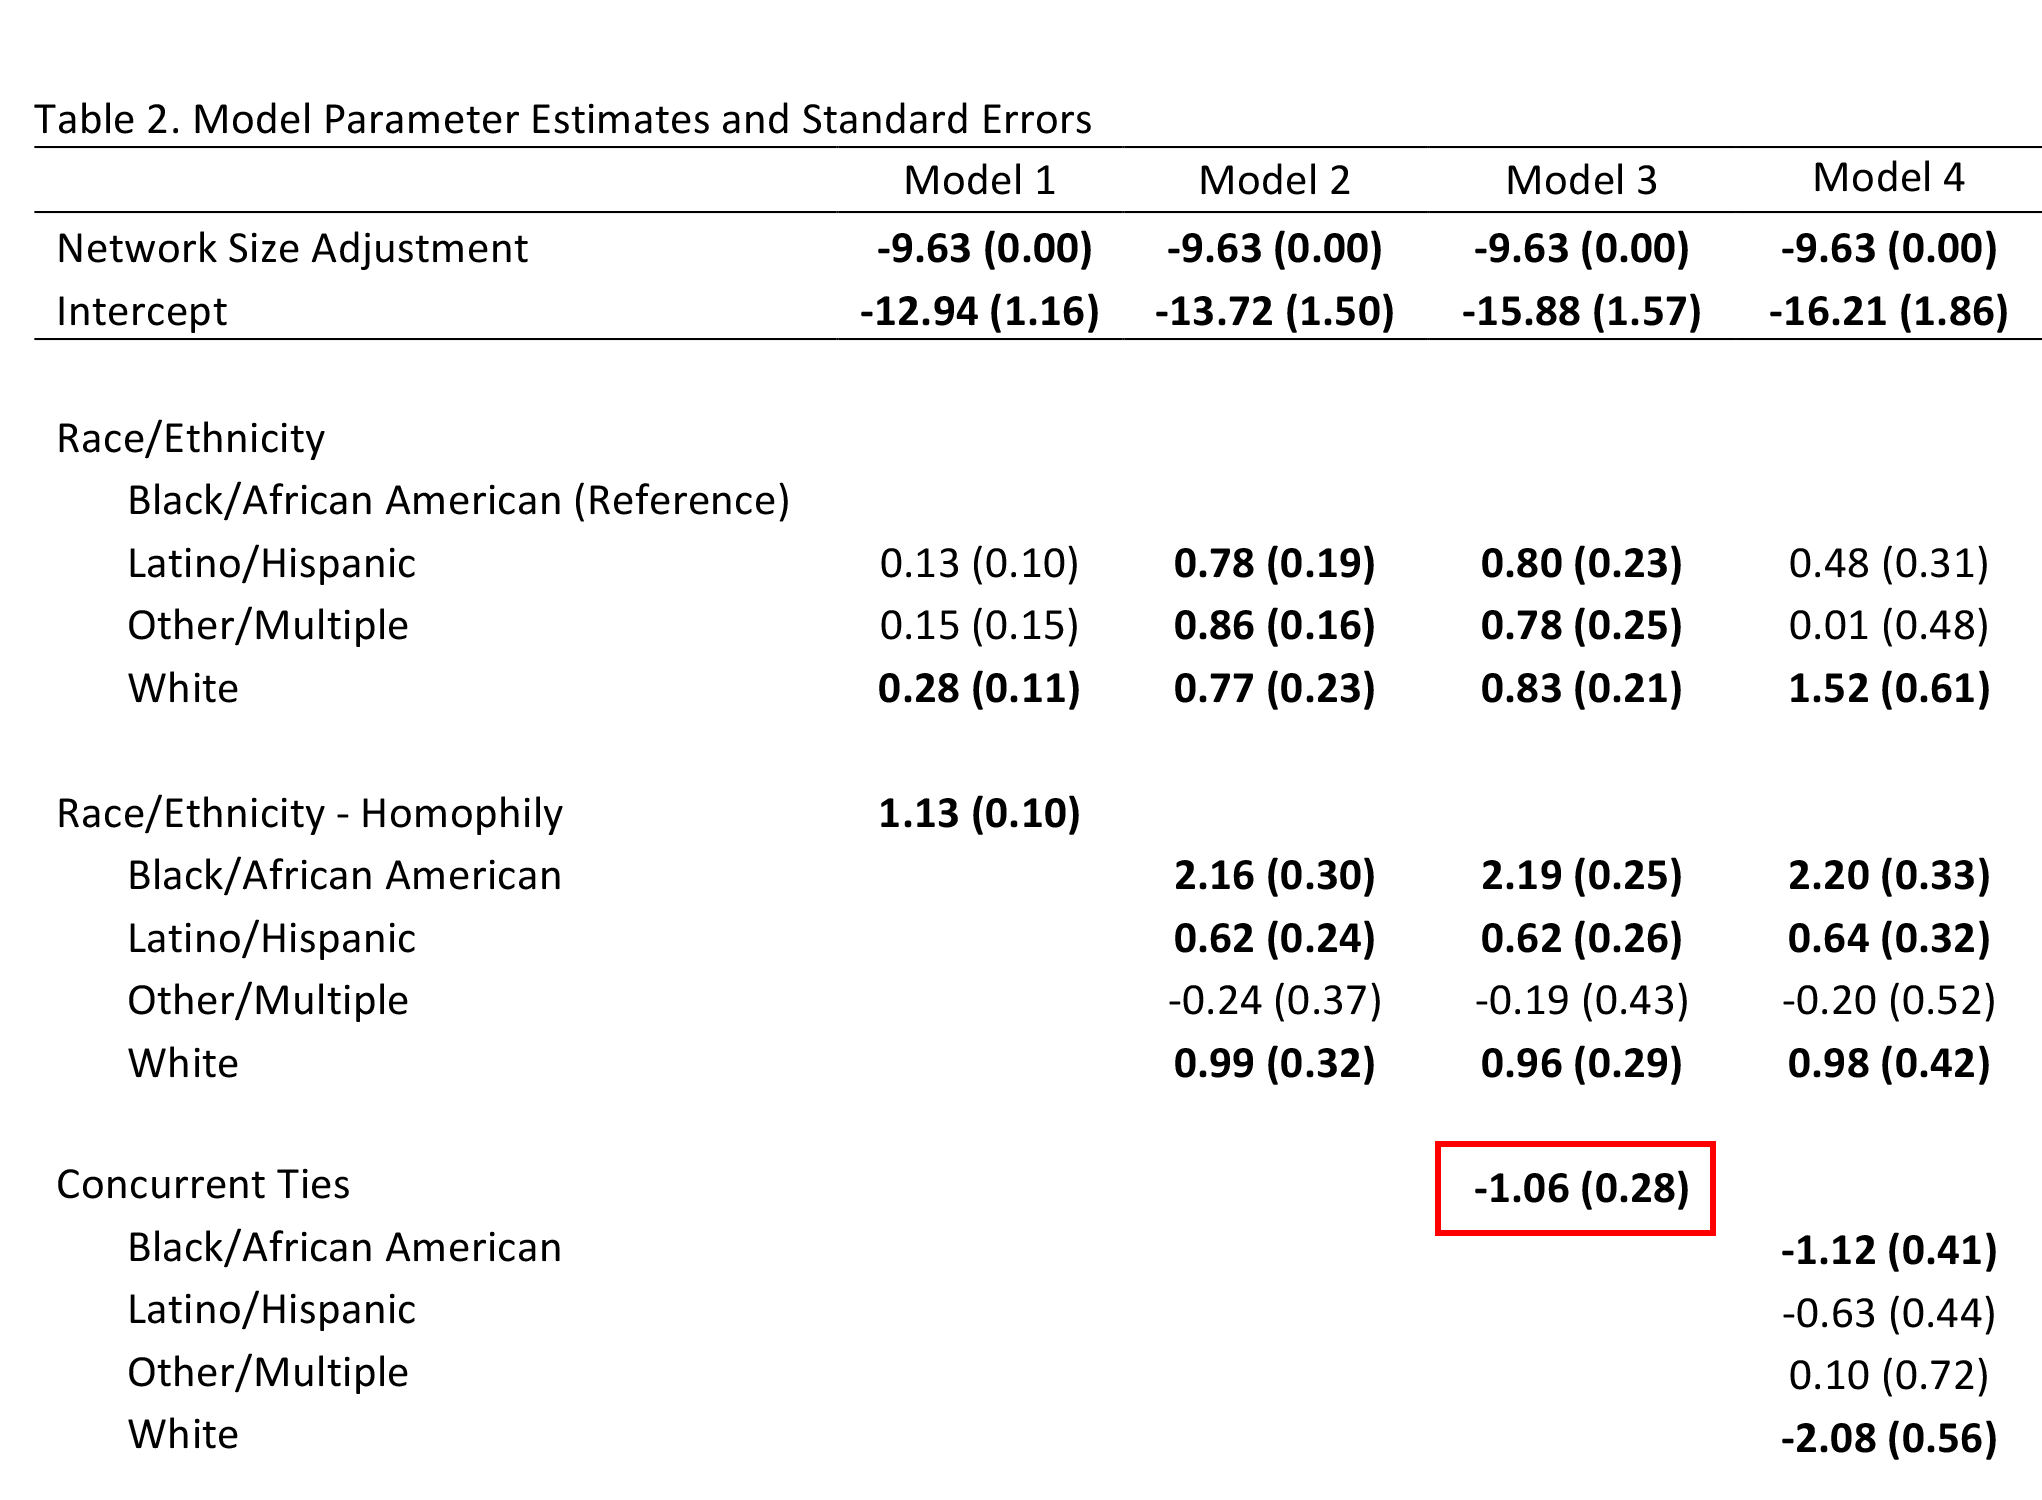 Table 2. Model Parameter Estimates and Standard Errors
Model 1 Model 2 Model 3 Model 4
Network Size Adjustment -9.63 (0.00) -9.63 (0.00) -9.63 (0.00) -9.63 (0.00)
Intercept -12.94 (1.16) -13.72 (1.50) -15.88 (1.57) -16.21 (1.86)
Race/Ethnicity
Black/African American (Reference)
Latino/Hispanic 0.13 (0.10) 0.78 (0.19) 0.80 (0.23) 0.48 (0.31)
Other/Multiple 0.15 (0.15) 0.86 (0.16) 0.78 (0.25) 0.01 (0.48)
White 0.28 (0.11) 0.77 (0.23) 0.83 (0.21) 1.52 (0.61)
Race/Ethnicity - Homophily 1.13 (0.10)
Black/African American 2.16 (0.30) 2.19 (0.25) 2.20 (0.33)
Latino/Hispanic 0.62 (0.24) 0.62 (0.26) 0.64 (0.32)
Other/Multiple -0.24 (0.37) -0.19 (0.43) -0.20 (0.52)
White 0.99 (0.32) 0.96 (0.29) 0.98 (0.42)
Concurrent Ties -1.06 (0.28)
Black/African American -1.12 (0.41)
Latino/Hispanic -0.63 (0.44)
Other/Multiple 0.10 (0.72)
White -2.08 (0.56)